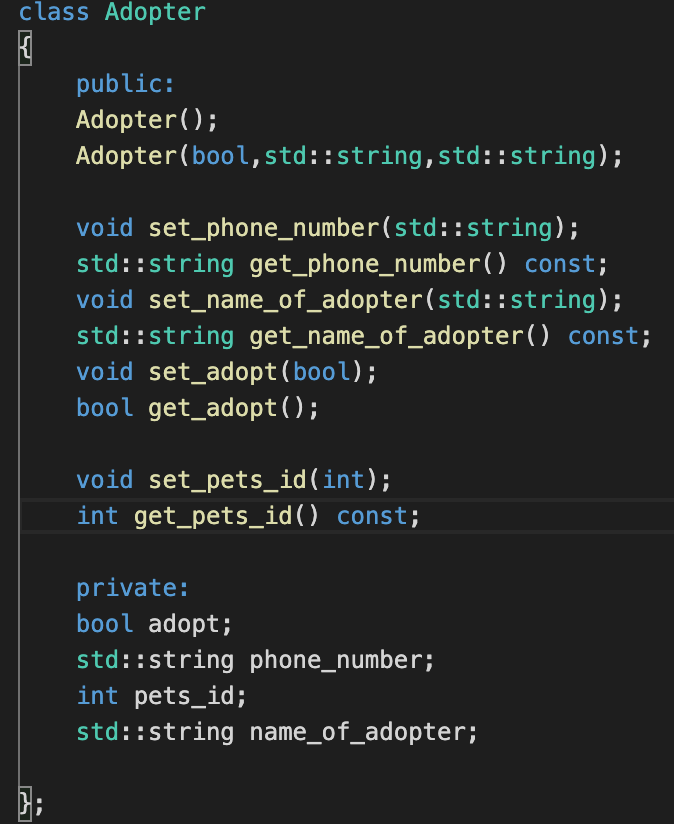 class Adopter
{
public:
Adopter();
Adopter(bool,std::string,std::string);
void set_phone_number(std::string);
std::string get_phone_number() const;
void set_name_of_adopter(std::string);
std::string get_name_of_adopter() const;
void set_adopt(bool);
bool get_adopt();
void set_pets_id(int);
int get_pets_id() const;
private:
bool adopt;
std::string phone_number;
int pets_id;
std::string name_of_adopter;
};